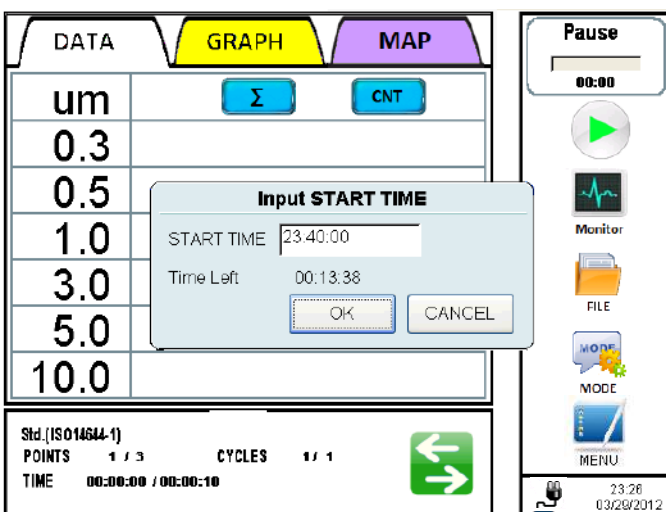 DATA GRAPH MAP
um Σ CNT
0.3
0.5
1.0
3.0
5.0
10.0
Input START TIME
START TIME 23:40:00
Time Left 00:13:38
OK CANCEL
Std.(ISO14644-1)
POINTS 1 / 3 CYCLES 1 / 1
TIME 00:00:00 / 00:00:10
Pause
00:00
Monitor
FILE
MODE
MODE
MENU
23:26
03/29/2012